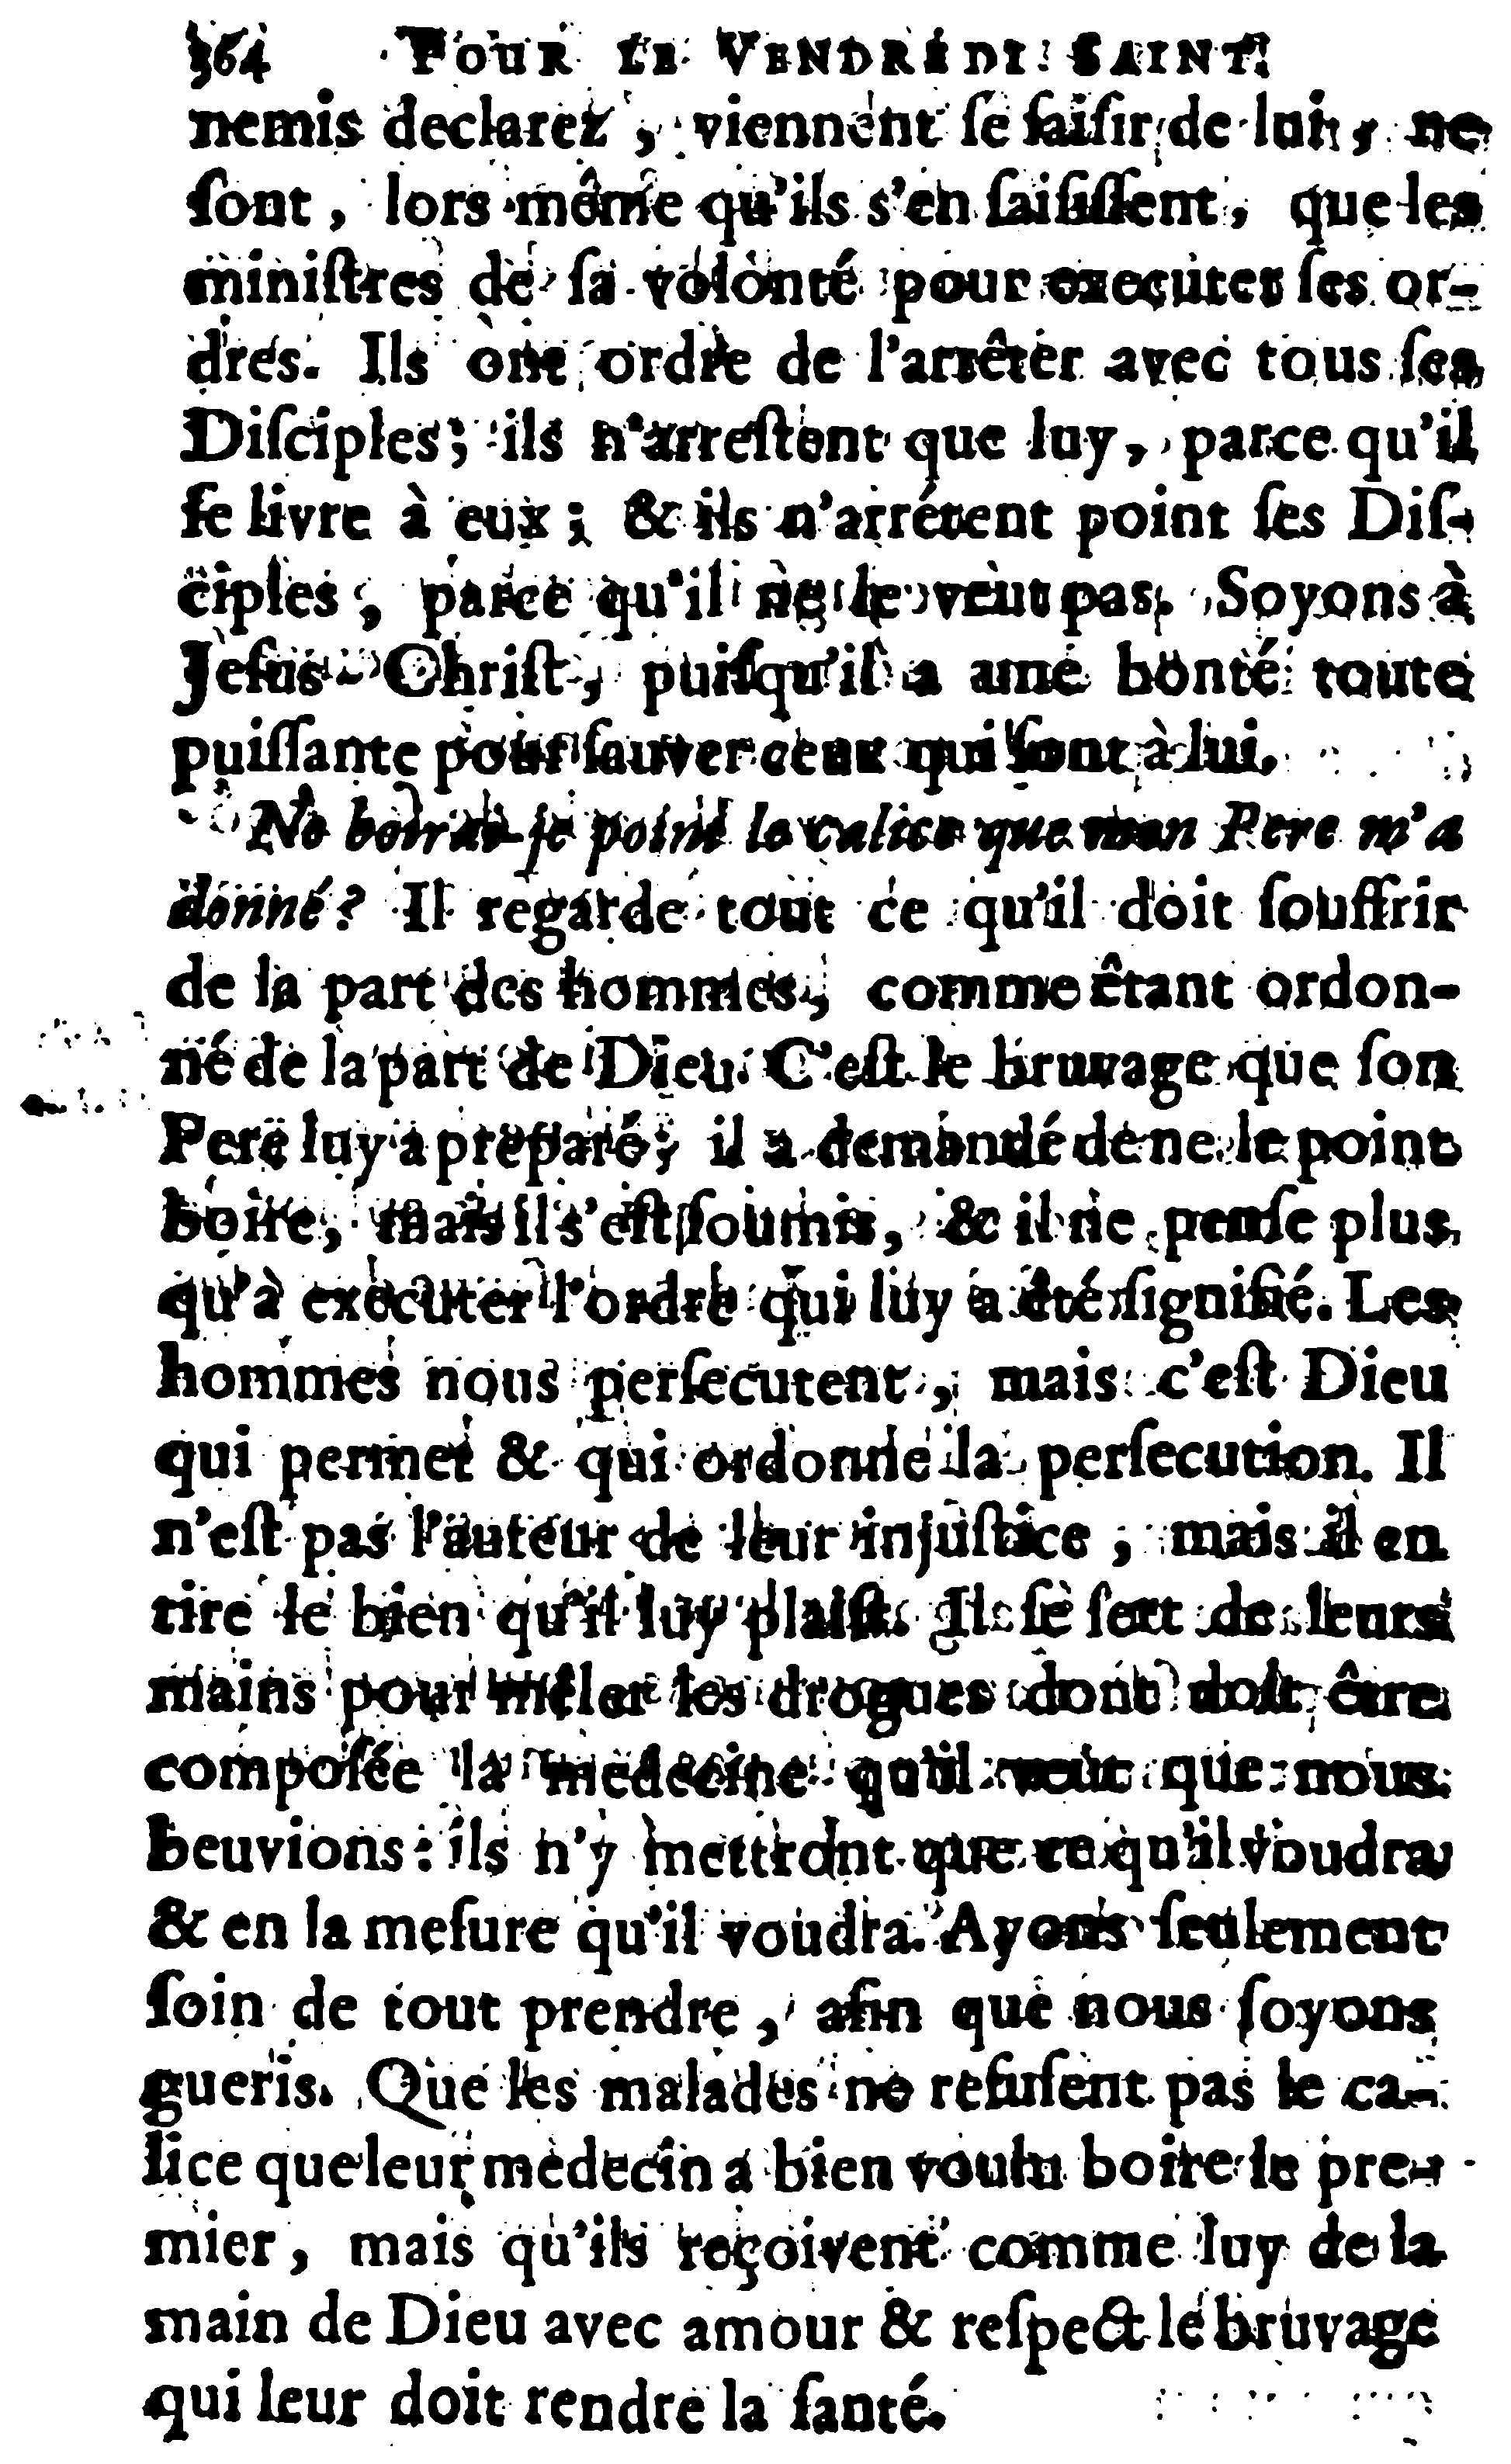 364 POUR LE VENDREDI SAINT.
nemis declarez, viennent ſe ſaiſir de lui, ne
ſont, lors même qu'ils s'en ſaiſiſſent, que les
miniſtres de ſa volonté pour executer ſes or-
dres. Ils ont ordre de l'arrêter avec tous ſes
Diſciples; ils n'arreſtent que luy, parce qu'il
ſe livre à eux; & ils n'arrétent point ſes Diſ-
ciples, parce qu'il ne le veut pas. Soyons à
Jeſus-Chriſt, puiſqu'il a une bonté toute
puiſſante pour ſauver ceux qui ſont à lui.
Ne boirai-je point le calice que mon Pere m'a
donné? Il regarde tout ce qu'il doit ſouffrir
de la part des hommes, comme êtant ordon-
né de la part de Dieu. C'eſt le bruvage que ſon
Pere luy a preparé; il a demandé de ne le point
boire, mais il s'eſt ſoumis, & il ne penſe plus
qu'à executer l'ordre qui luy a été ſignifié. Les
hommes nous perſecutent, mais c'eſt Dieu
qui permet & qui ordonne la perſecution. Il
n'eſt pas l'auteur de leur injuſtice, mais il en
tire le bien qu'il luy plaiſt. Il ſe ſert de leurs
mains pour mêler les drogues dont doit être
compoſée la medecine qu'il veut que nous
beuvions: ils n'y mettront que ce qu'il voudra
& en la meſure qu'il voudra. Ayons ſeulement
ſoin de tout prendre, afin que nous ſoyons
gueris. Que les malades ne refuſent pas le ca-
lice que leur medecin a bien voulu boire le pre-
mier, mais qu'ils reçoivent comme luy de la
main de Dieu avec amour & reſpect le bruvage
qui leur doit rendre la ſanté.